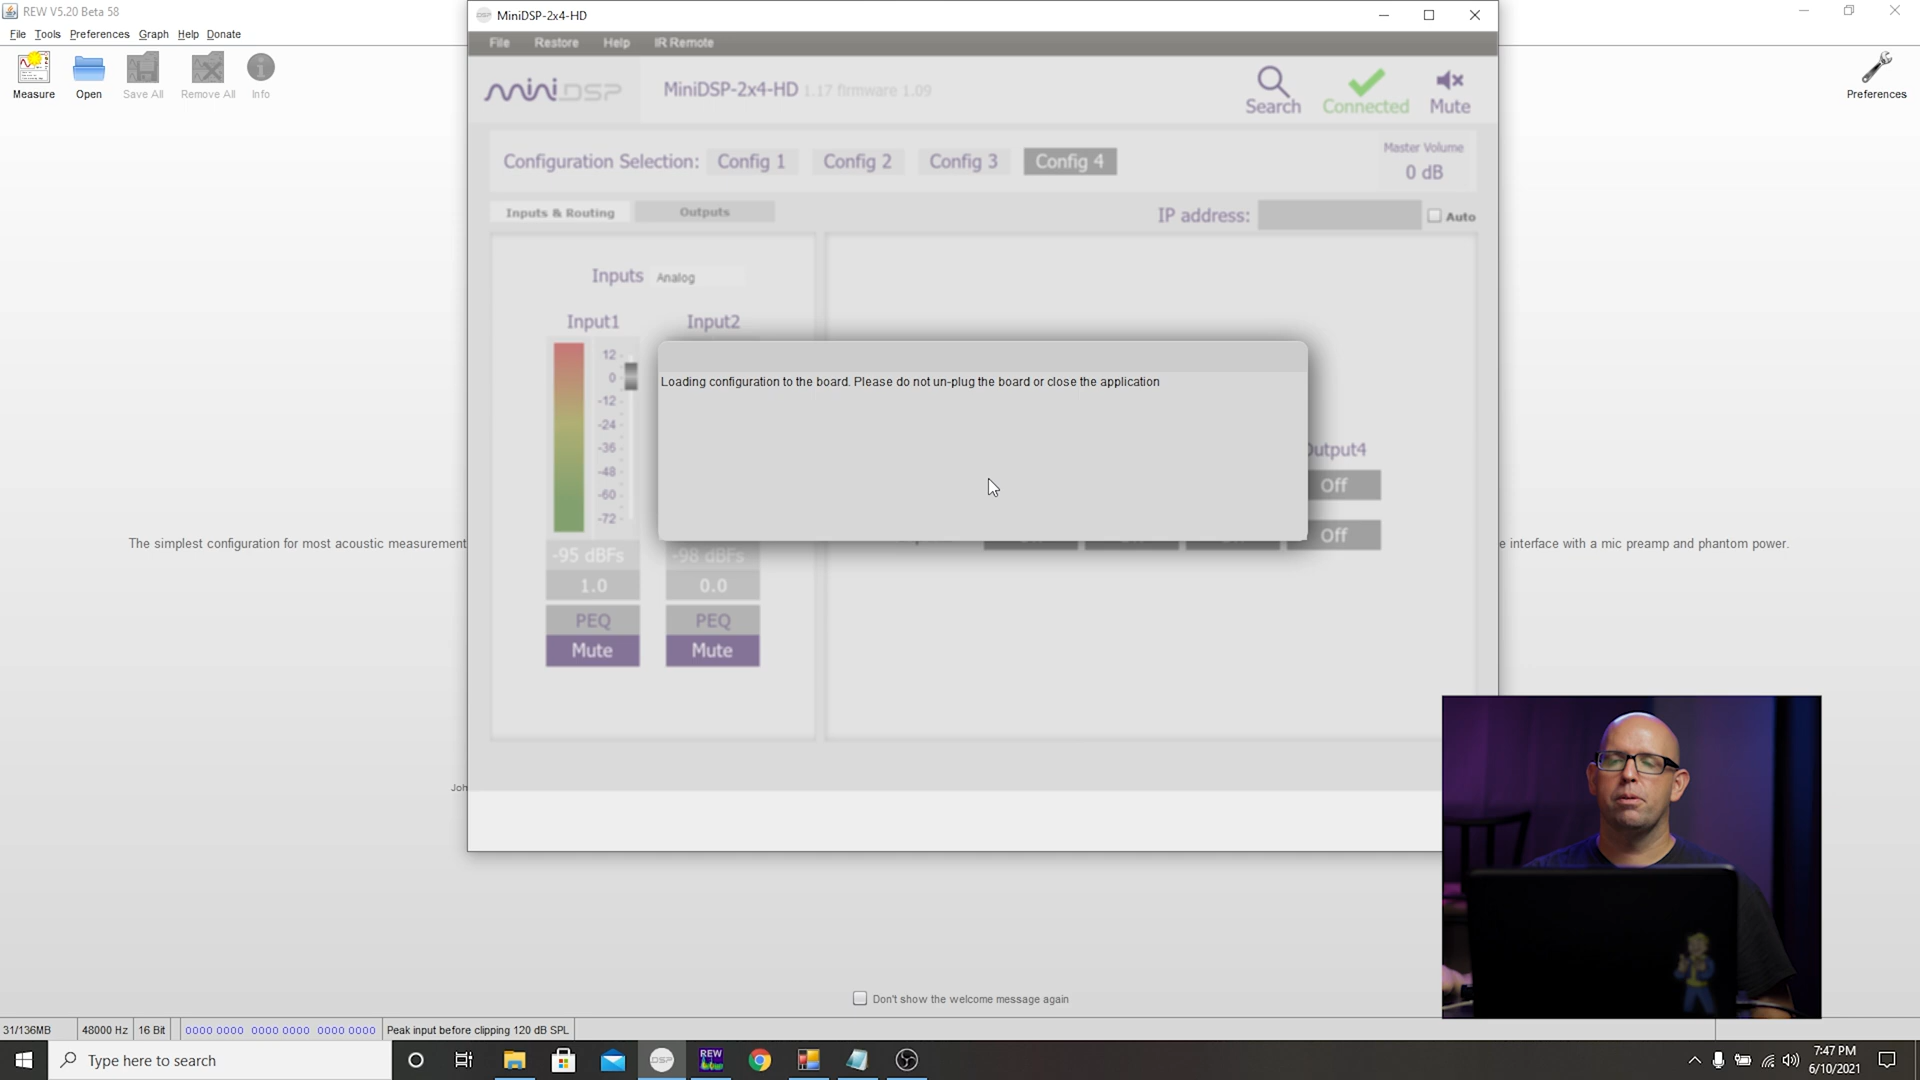 REW V5.20 Beta 58
File Tools Preferences Graph Help Donate
Measure Open Save All Remove All Info
Preferences
DSP MiniDSP-2x4-HD
File Restore Help IR Remote
miniDSP MiniDSP-2x4-HD 1.17 firmware 1.09
Search Connected Mute
Configuration Selection: Config 1 Config 2 Config 3 Config 4
Master Volume
0 dB
Inputs & Routing Outputs
IP address: Auto
Inputs Analog
Input1 Input2
12
0
-12
-24
-36
-48
-60
-72
Loading configuration to the board. Please do not un-plug the board or close the application
Output4
Off
Off
-95 dBFs -98 dBFs
1.0 0.0
PEQ PEQ
Mute Mute
The simplest configuration for most acoustic measurement
e interface with a mic preamp and phantom power.
Joh
Don't show the welcome message again
31/136MB 48000 Hz 16 Bit 0000 0000 0000 0000 0000 0000 Peak input before clipping 120 dB SPL
Type here to search
DSP REW
7:47 PM
6/10/2021